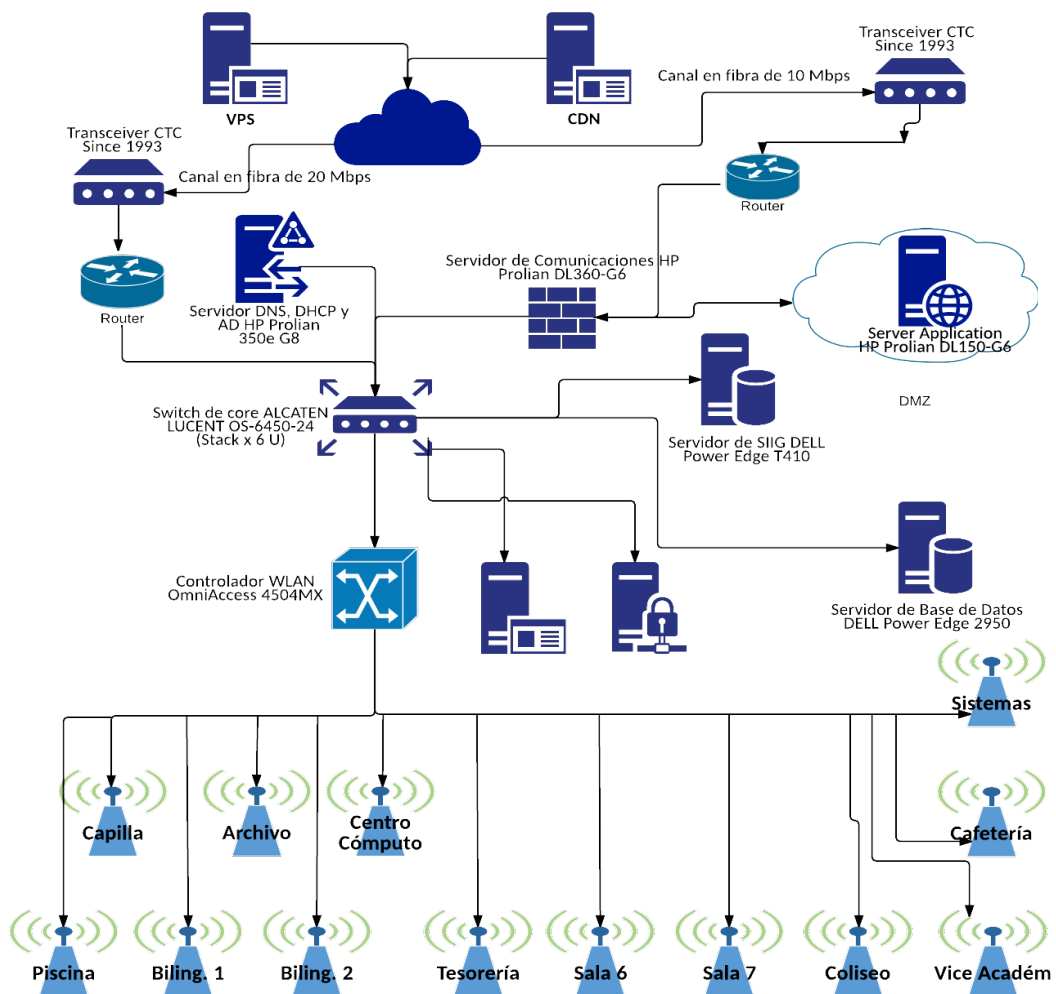 VPS
CDN
Transceiver CTC
Since 1993
Canal en fibra de 10 Mbps
Transceiver CTC
Since 1993
Canal en fibra de 20 Mbps
Router
Router
Servidor DNS, DHCP y
AD HP Prolian
350e G8
Servidor de Comunicaciones HP
Prolian DL360-G6
Server Application
HP Prolian DL150-G6
DMZ
Switch de core ALCATEN
LUCENT OS-6450-24
(Stack x 6 U)
Servidor de SIIG DELL
Power Edge T410
Controlador WLAN
OmniAccess 4504MX
Servidor de Base de Datos
DELL Power Edge 2950
Sistemas
Capilla
Archivo
Centro
Cómputo
Cafetería
Piscina
Biling. 1
Biling. 2
Tesorería
Sala 6
Sala 7
Coliseo
Vice Académ